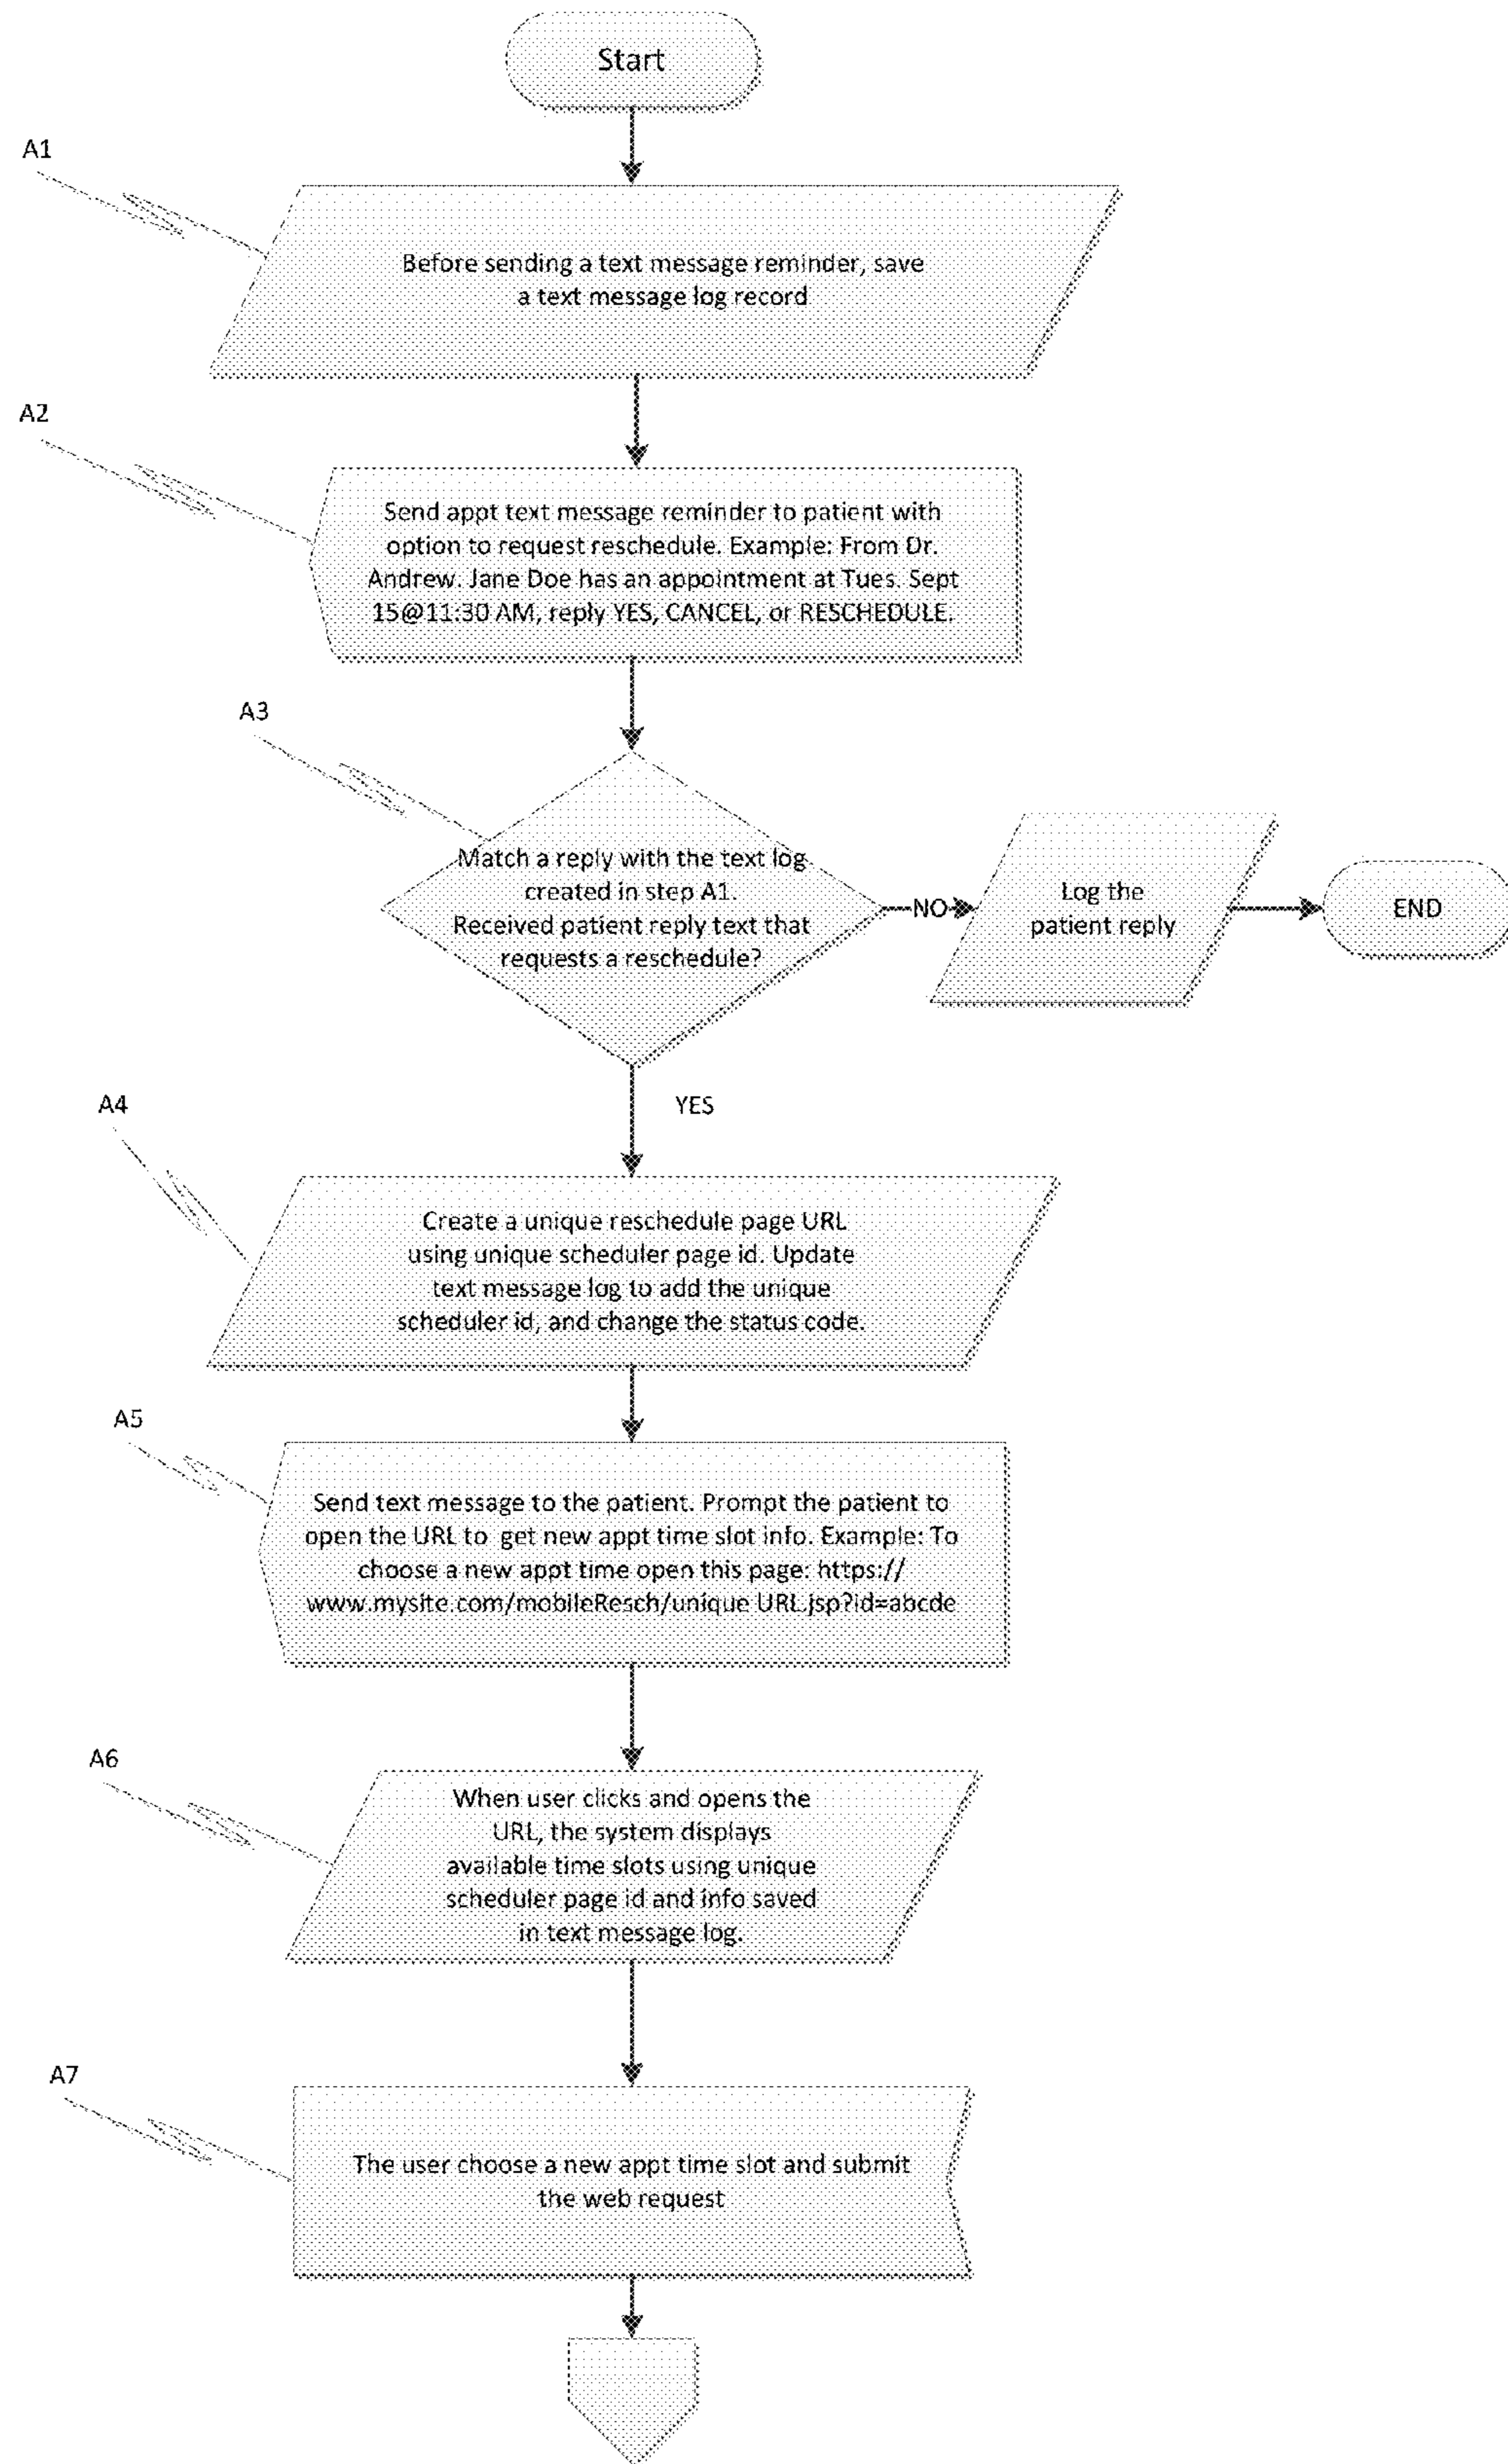 Start
A1
Before sending a text message reminder, save
a text message log record
A2
Send appt text message reminder to patient with
option to request reschedule. Example: From Dr.
Andrew. Jane Doe has an appointment at Tues. Sept
15@11:30 AM, reply YES, CANCEL, or RESCHEDULE.
A3
Match a reply with the text log
created in step A1.
Received patient reply text that
requests a reschedule?
NO
Log the
patient reply
END
YES
A4
Create a unique reschedule page URL
using unique scheduler page id. Update
text message log to add the unique
scheduler id, and change the status code.
A5
Send text message to the patient. Prompt the patient to
open the URL to get new appt time slot info. Example: To
choose a new appt time open this page: https://
www.mysite.com/mobileResch/unique URL.jsp?id=abcde
A6
When user clicks and opens the
URL, the system displays
available time slots using unique
scheduler page id and info saved
in text message log.
A7
The user choose a new appt time slot and submit
the web request